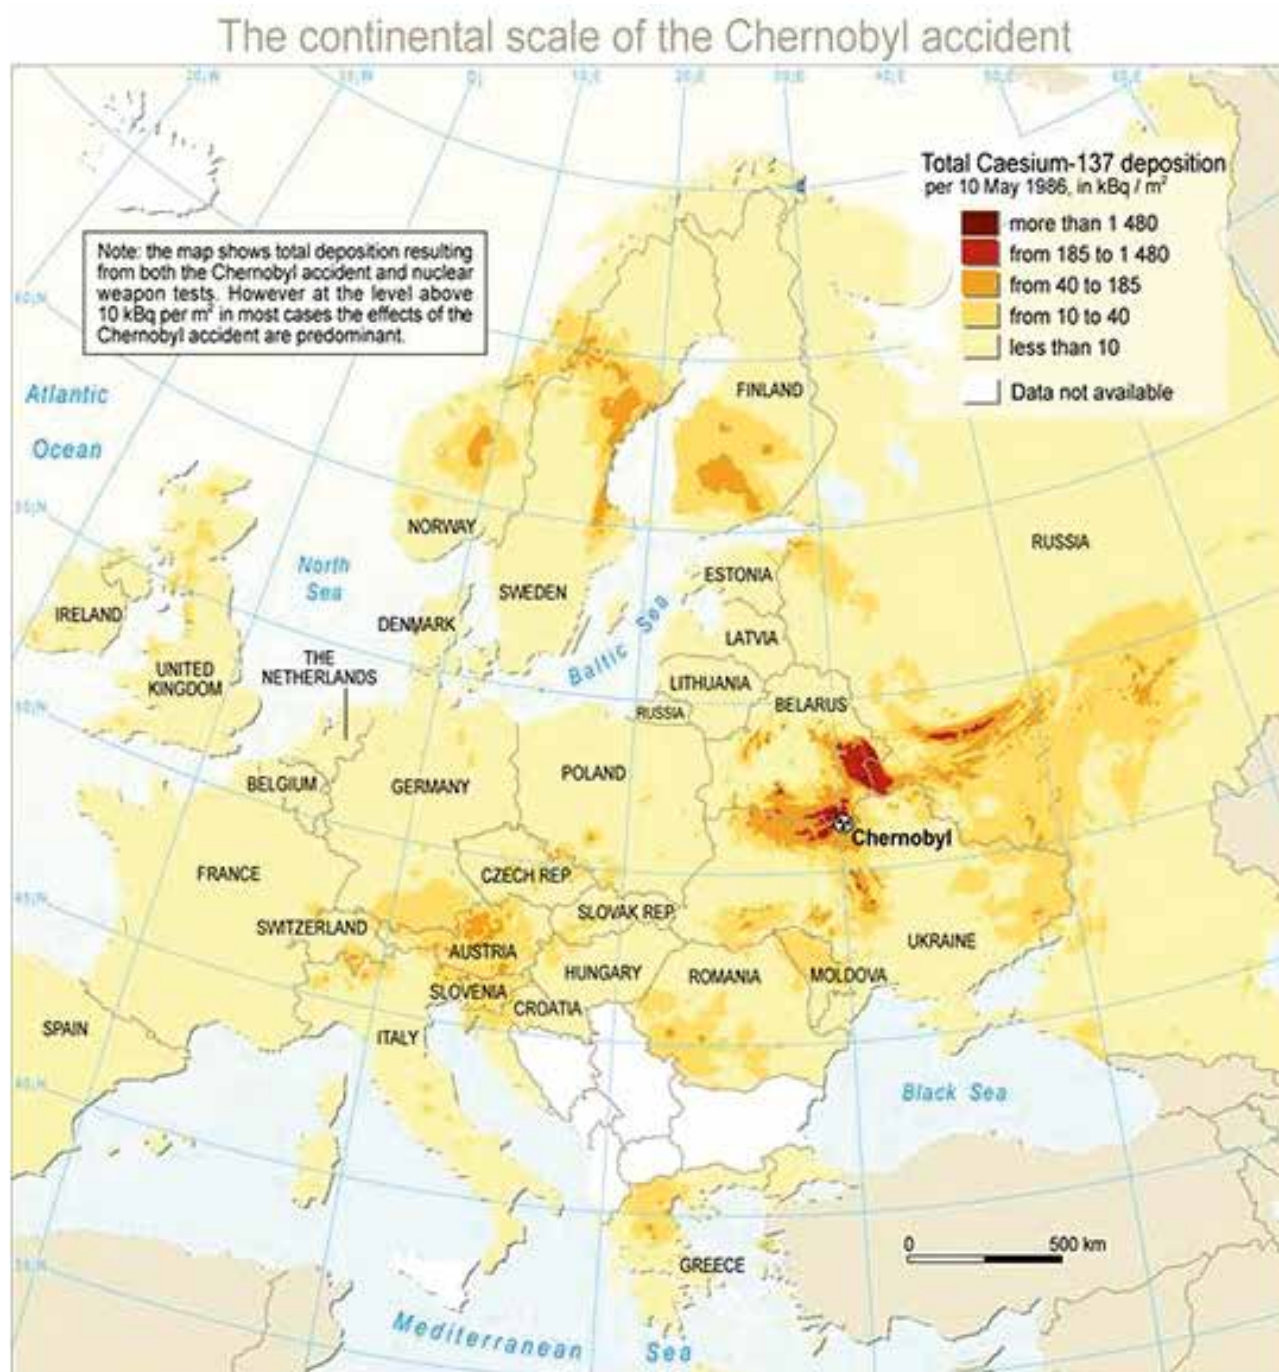 The continental scale of the Chernobyl accident
Total Caesium-137 deposition
per 10 May 1986, in kBq / m²
more than 1 480
from 185 to 1 480
from 40 to 185
from 10 to 40
less than 10
Data not available
Note: the map shows total deposition resulting
from both the Chernobyl accident and nuclear
weapon tests. However at the level above
10 kBq per m² in most cases the effects of the
Chernobyl accident are predominant.
Atlantic
Ocean
FINLAND
NORWAY
RUSSIA
North
Sea
ESTONIA
SWEDEN
IRELAND
DENMARK
Baltic Sea
LATVIA
UNITED
KINGDOM
THE
NETHERLANDS
LITHUANIA
BELARUS
RUSSIA
BELGIUM
GERMANY
POLAND
Chernobyl
FRANCE
CZECH REP.
SLOVAK REP.
SWITZERLAND
AUSTRIA
UKRAINE
HUNGARY
ROMANIA
MOLDOVA
SLOVENIA
CROATIA
SPAIN
ITALY
Black Sea
GREECE
0 500 km
Mediterranean Sea